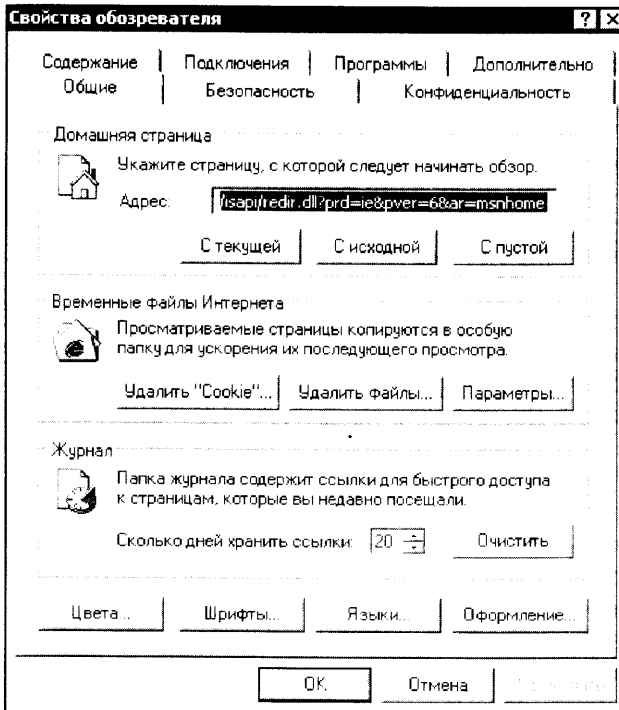 Свойства обозревателя
Содержание Подключения Программы Дополнительно
Общие Безопасность Конфиденциальность
Домашняя страница
Укажите страницу, с которой следует начинать обзор.
Адрес: /isapi/redir.dll?prd=ie&pver=6&ar=msnhome
С текущей С исходной С пустой
Временные файлы Интернета
Просматриваемые страницы копируются в особую
папку для ускорения их последующего просмотра.
Удалить "Cookie"... Удалить файлы... Параметры...
Журнал
Папка журнала содержит ссылки для быстрого доступа
к страницам, которые вы недавно посещали.
Сколько дней хранить ссылки: 20 Очистить
Цвета... Шрифты... Языки... Оформление...
OK Отмена